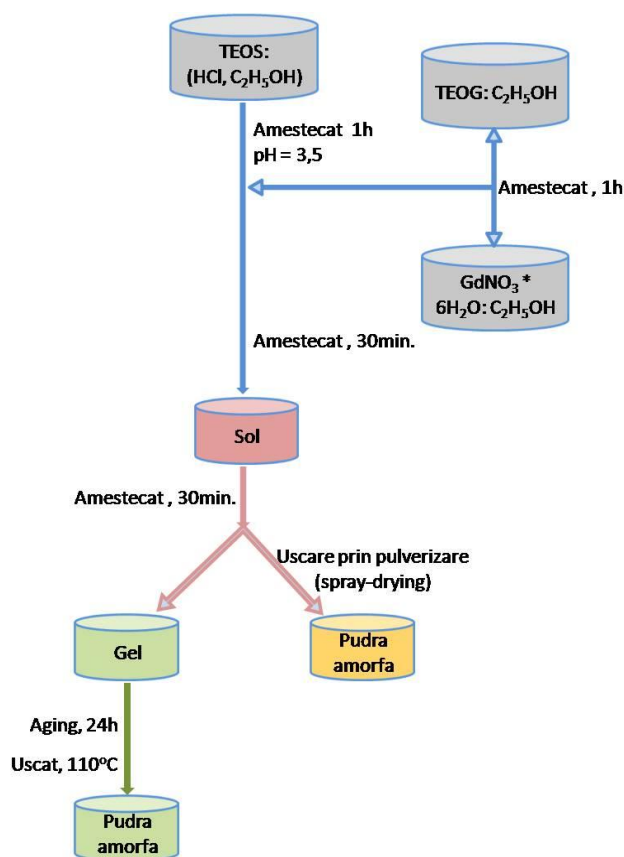 TEOS:
(HCl, C₂H₅OH)
TEOG: C₂H₅OH
Amestecat 1h
pH = 3,5
Amestecat , 1h
GdNO₃ *
6H₂O: C₂H₅OH
Amestecat , 30min.
Sol
Amestecat , 30min.
Uscare prin pulverizare
(spray-drying)
Gel
Pudra
amorfa
Aging, 24h
Uscat, 110°C
Pudra
amorfa